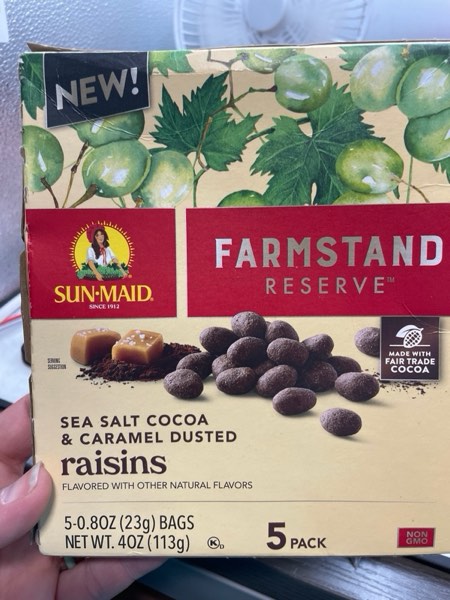 NEW!
SUN-MAID®
SINCE 1912
FARMSTAND
RESERVE™
MADE WITH
FAIR TRADE
COCOA
SERVING
SUGGESTION
SEA SALT COCOA
& CARAMEL DUSTED
raisins
FLAVORED WITH OTHER NATURAL FLAVORS
5-0.8OZ (23g) BAGS
NET WT. 4OZ (113g)
K D
5 PACK
NON
GMO